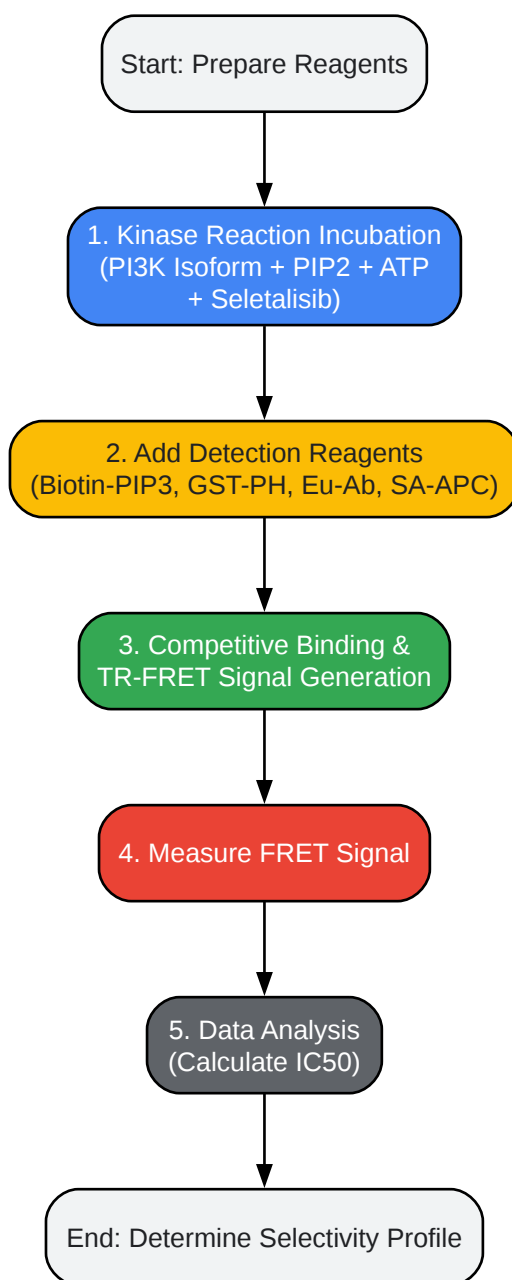 Start: Prepare Reagents
1. Kinase Reaction Incubation
(PI3K Isoform + PIP2 + ATP
+ Seletalisib)
2. Add Detection Reagents
(Biotin-PIP3, GST-PH, Eu-Ab, SA-APC)
3. Competitive Binding &
TR-FRET Signal Generation
4. Measure FRET Signal
5. Data Analysis
(Calculate IC50)
End: Determine Selectivity Profile